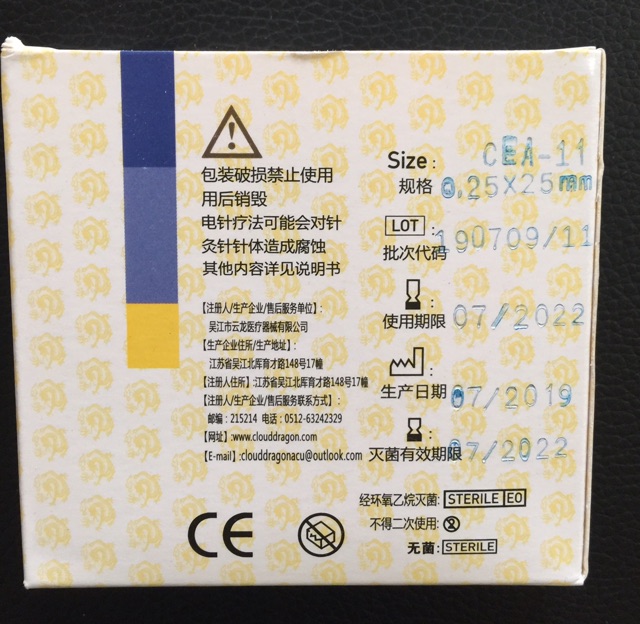 包装破损禁止使用
用后销毁
电针疗法可能会对针
灸针针体造成腐蚀
其他内容详见说明书
【注册人/生产企业/售后服务单位】:
吴江市云龙医疗器械有限公司
【生产企业住所/生产地址】:
江苏省吴江北厍育才路148号17幢
【注册人住所】:江苏省吴江北厍育才路148号17幢
【注册人/生产企业/售后服务联系方式】:
邮编:215214 电话:0512-63242329
【网址】:www.clouddragon.com
【E-mail】:clouddragonacu@outlook.com
Size: CEA-11
规格 0.25×25mm
LOT : 190709/11
批次代码
使用期限 : 07/2022
生产日期 : 07/2019
灭菌有效期限 : 07/2022
经环氧乙烷灭菌: STERILE EO
不得二次使用: 2
无菌: STERILE
CE